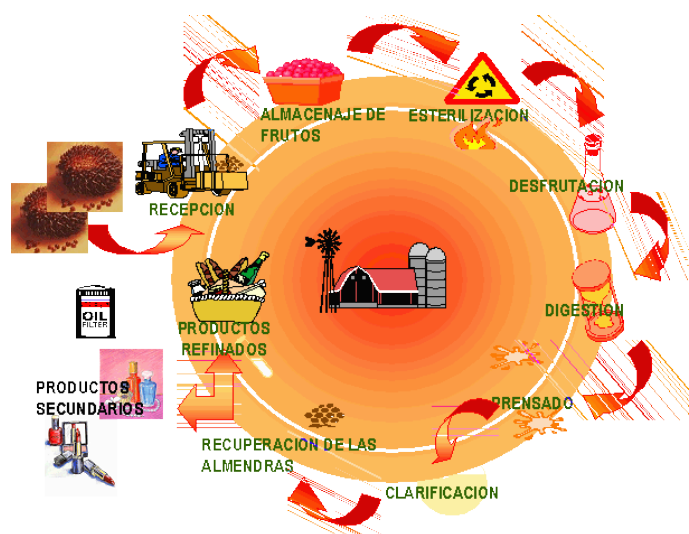 ALMACENAJE DE
FRUTOS
ESTERILIZACION
DESFRUTACION
RECEPCION
DIGESTION
OIL
FILTER
PRODUCTOS
REFINADOS
PRODUCTOS
SECUNDARIOS
PRENSADO
RECUPERACION DE LAS
ALMENDRAS
CLARIFICACION